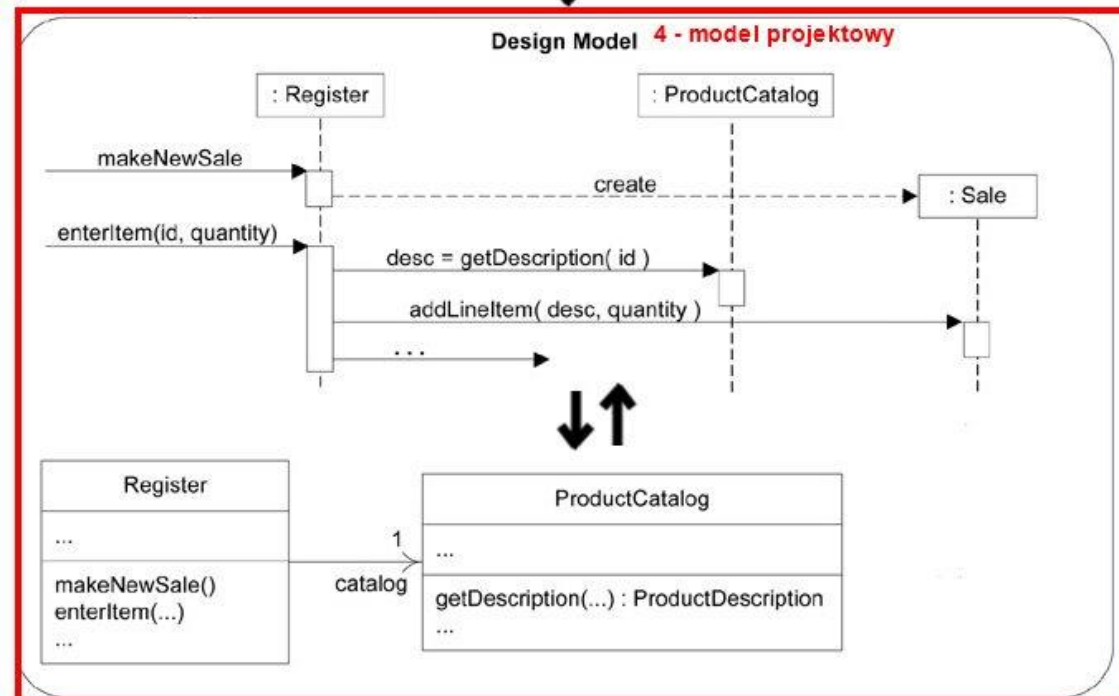 Design Model 4 - model projektowy
: Register
: ProductCatalog
makeNewSale
create
: Sale
enterItem(id, quantity)
desc = getDescription( id )
addLineItem( desc, quantity )
...
Register
...
makeNewSale()
enterItem(...)
...
1
catalog
ProductCatalog
...
getDescription(...) : ProductDescription
...